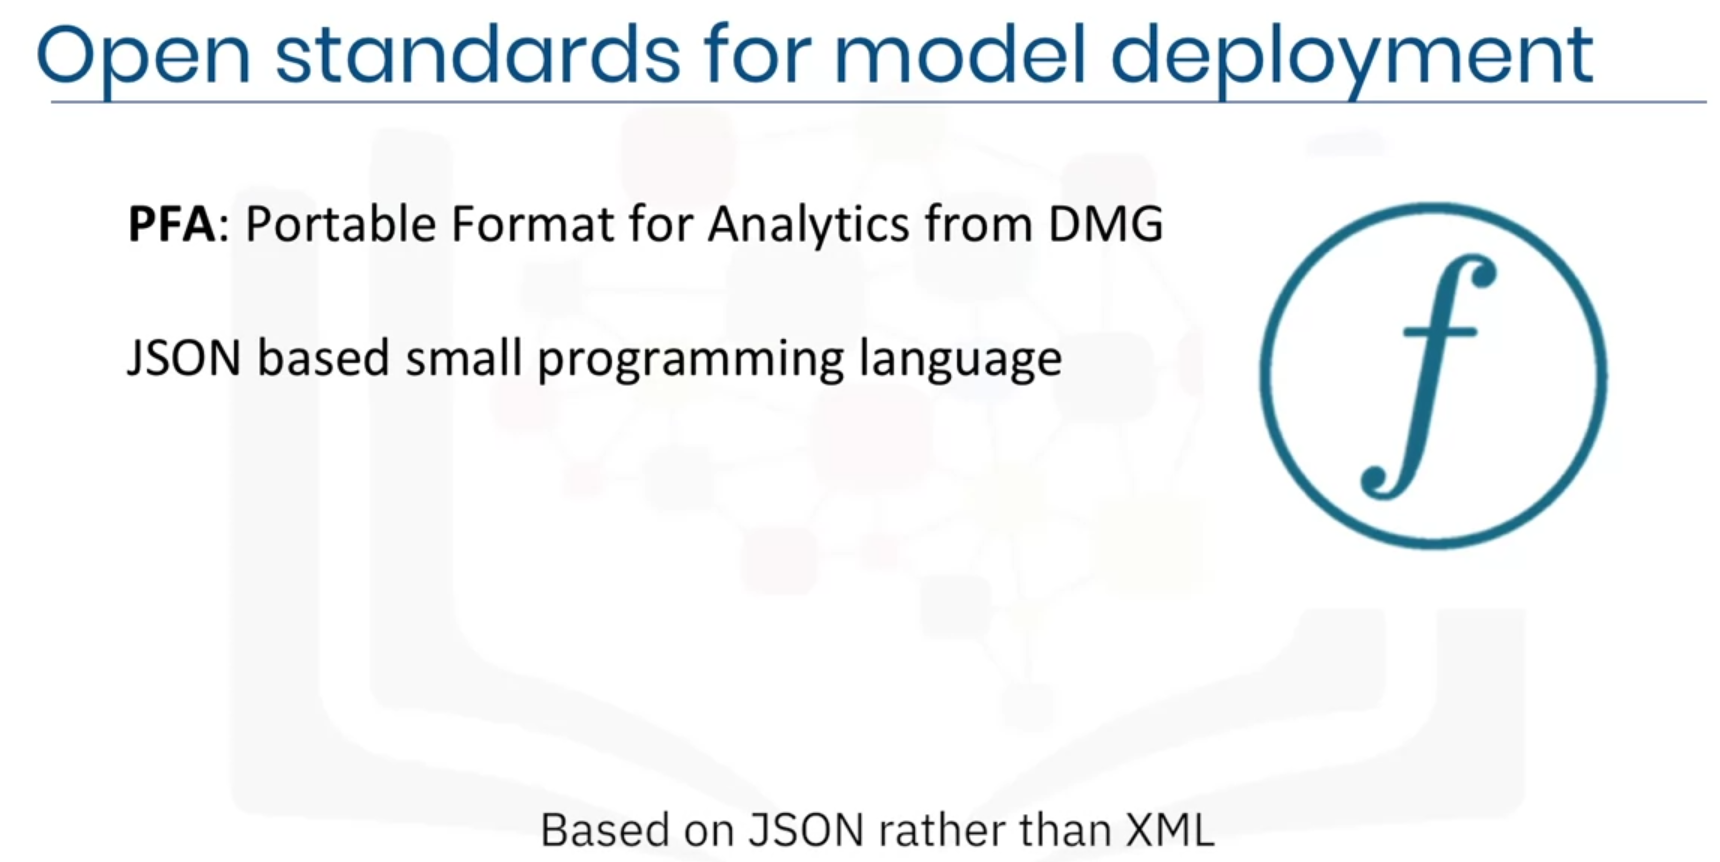 Open standards for model deployment
PFA: Portable Format for Analytics from DMG
JSON based small programming language
f
Based on JSON rather than XML